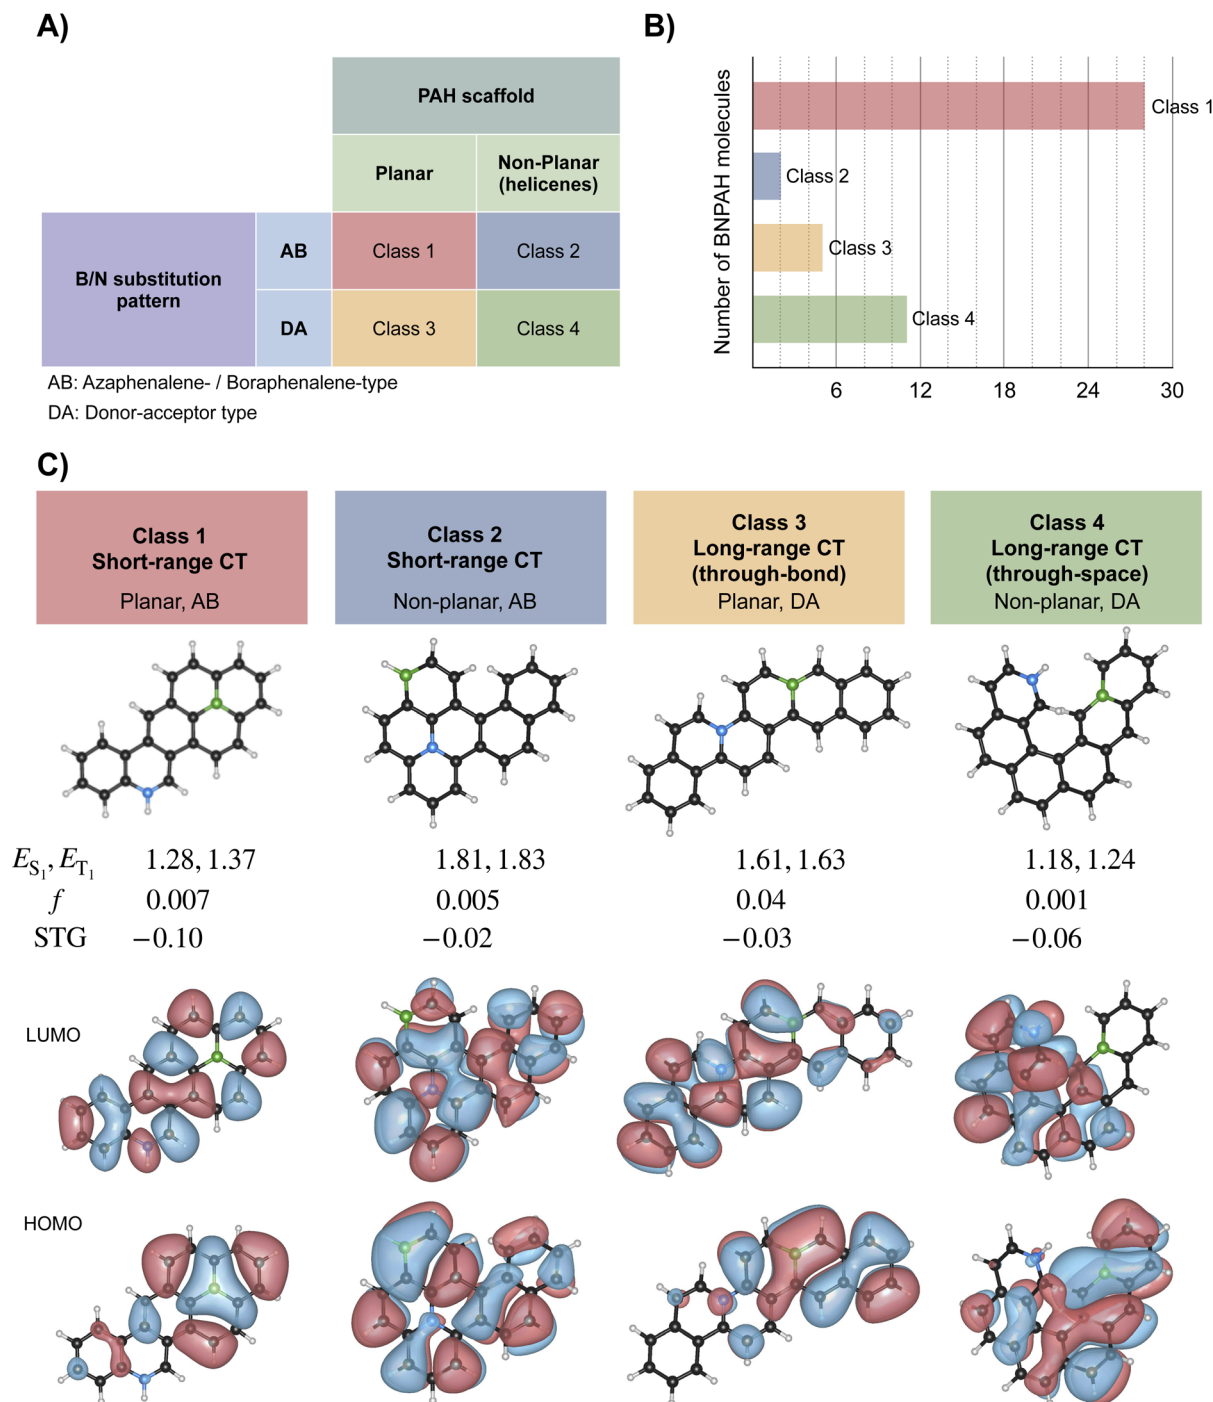 A)
PAH scaffold
Planar
Non-Planar
(helicenes)
B/N substitution
pattern
AB
Class 1
Class 2
DA
Class 3
Class 4
AB: Azaphenalene- / Boraphenalene-type
DA: Donor-acceptor type
B)
Number of BNPAH molecules
Class 1
Class 2
Class 3
Class 4
6 12 18 24 30
C)
Class 1
Short-range CT
Planar, AB
Class 2
Short-range CT
Non-planar, AB
Class 3
Long-range CT
(through-bond)
Planar, DA
Class 4
Long-range CT
(through-space)
Non-planar, DA
E_{S_1}, E_{T_1} 1.28, 1.37 1.81, 1.83 1.61, 1.63 1.18, 1.24
f 0.007 0.005 0.04 0.001
STG −0.10 −0.02 −0.03 −0.06
LUMO
HOMO